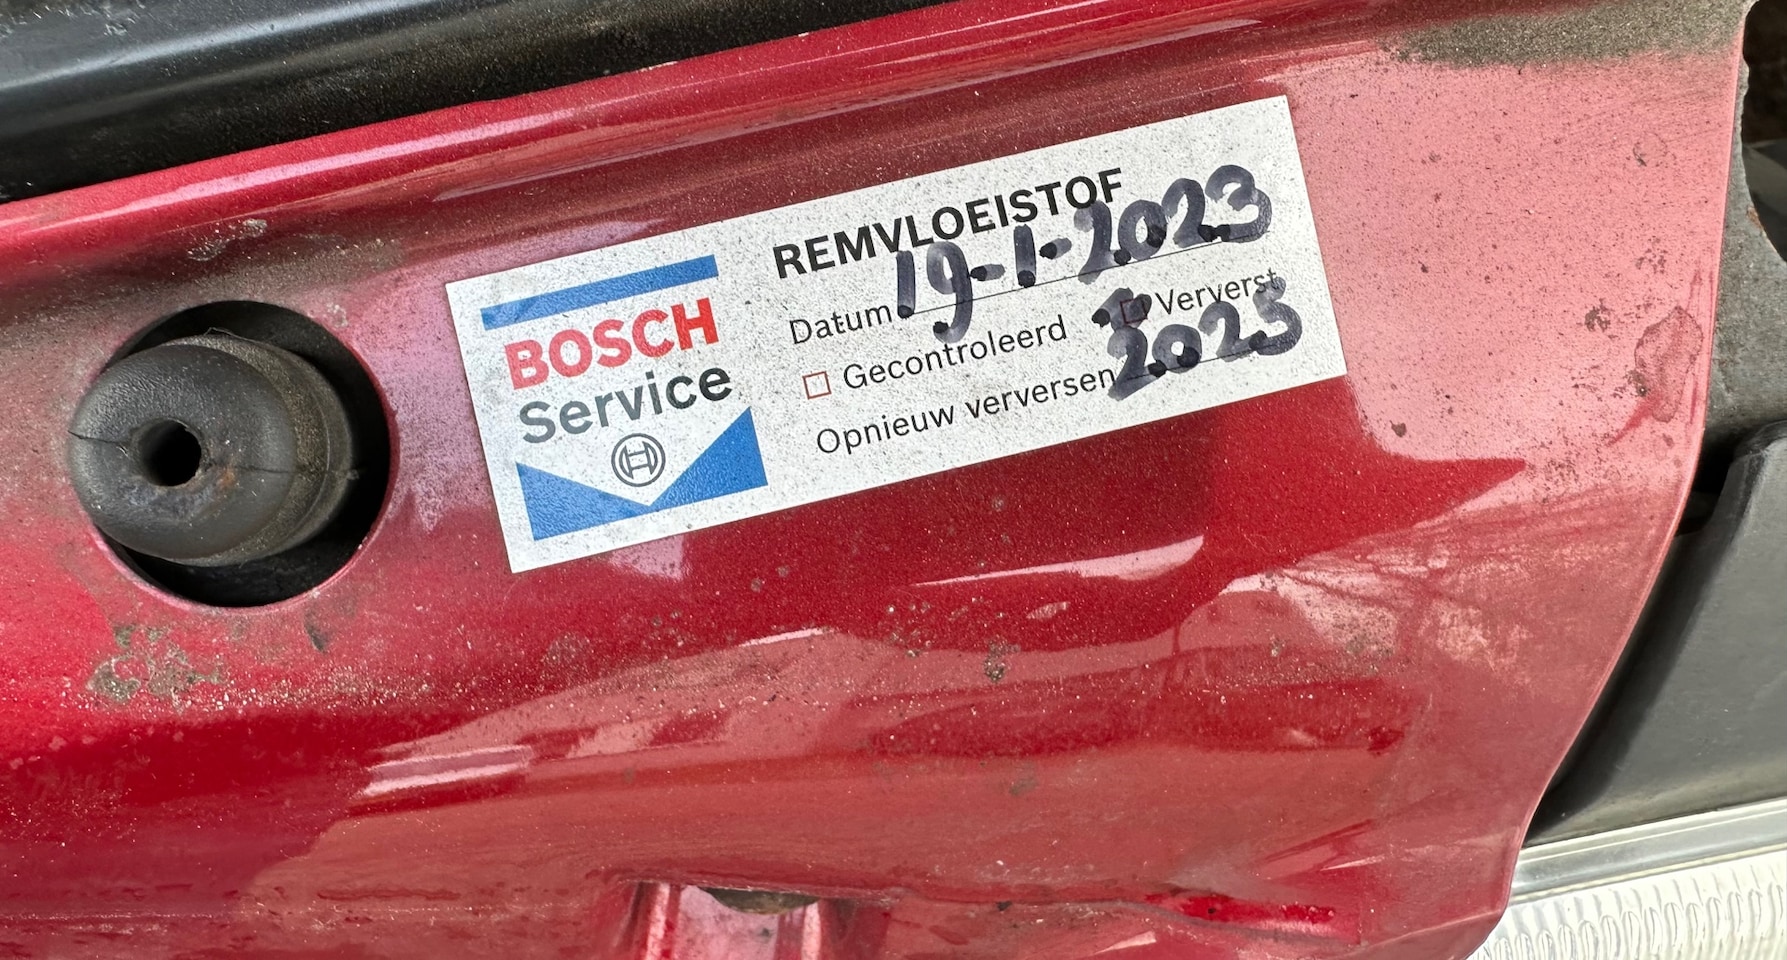 BOSCH
Service
REMVLOEISTOF
Datum 19-1-2023
Gecontroleerd Ververst
Opnieuw verversen 2025